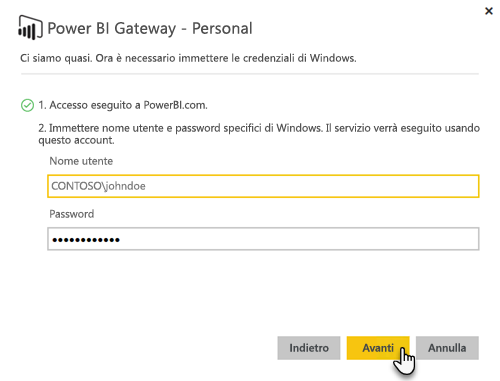 Power BI Gateway - Personal
Ci siamo quasi. Ora è necessario immettere le credenziali di Windows.
1. Accesso eseguito a PowerBI.com.
2. Immettere nome utente e password specifici di Windows. Il servizio verrà eseguito usando
questo account.
Nome utente
CONTOSO\johndoe
Password
••••••••••••
Indietro Avanti Annulla